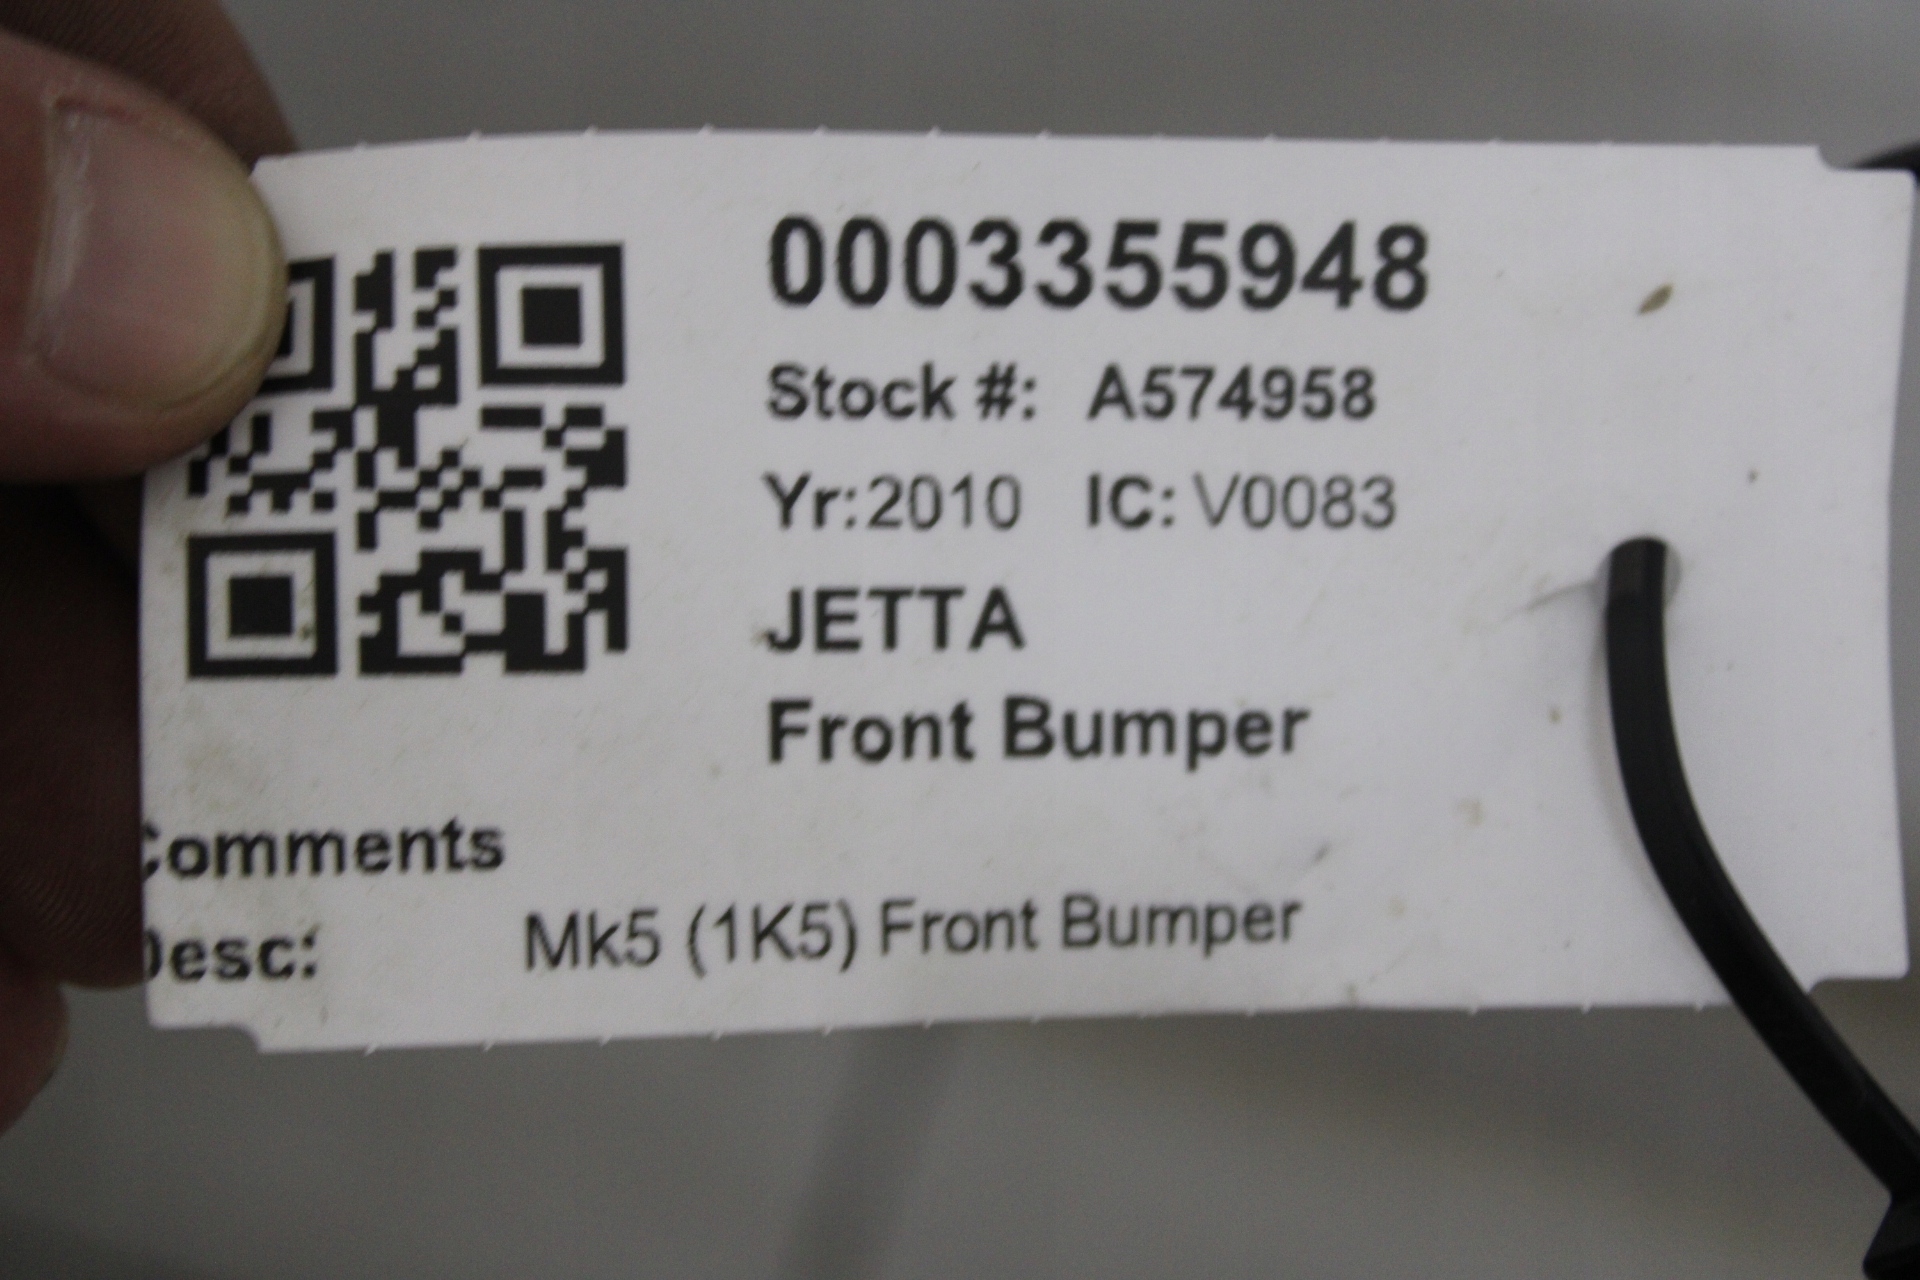 0003355948
Stock #: A574958
Yr:2010 IC: V0083
JETTA
Front Bumper
Comments
Desc: Mk5 (1K5) Front Bumper